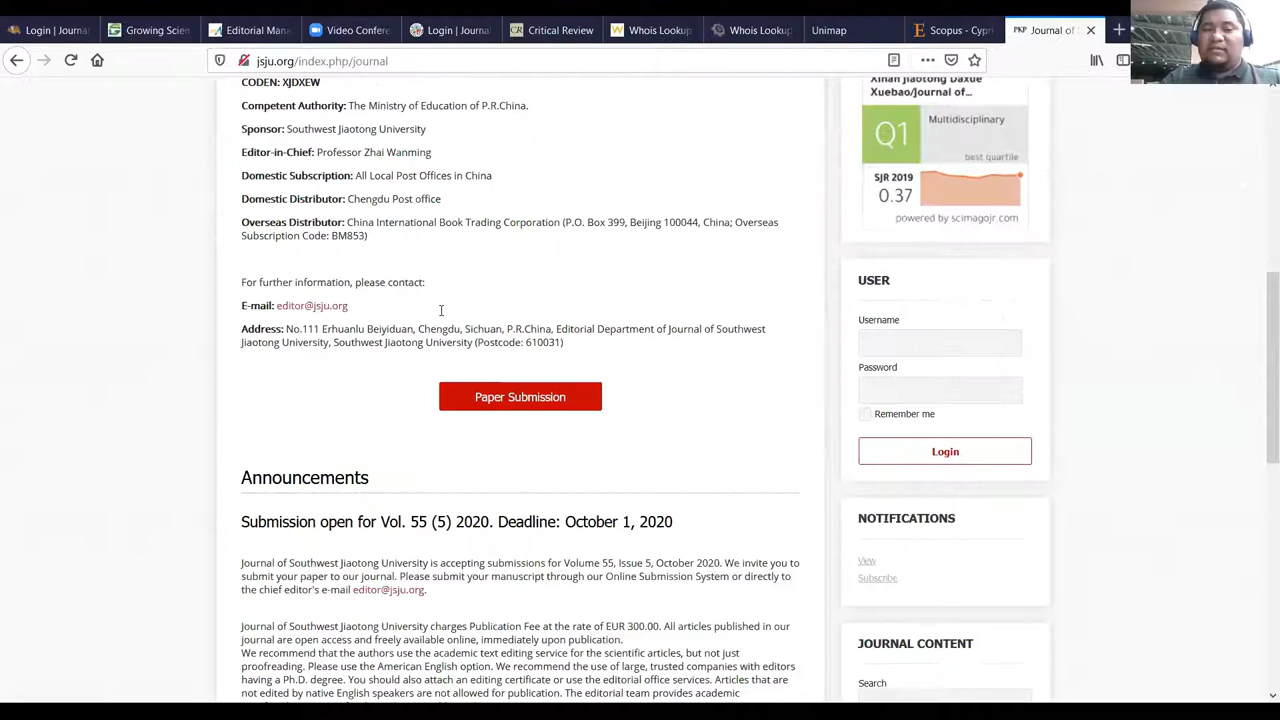 Login | Journa
Growing Scien
Editorial Man
Video Conferen
Login | Journa
CR Critical Review
Whois Lookup
Whois Lookup
Unimap
Scopus - Cypr
PKP Journal of S
jsju.org/index.php/journal
CODEN: XJDXEW
Competent Authority: The Ministry of Education of P.R.China.
Sponsor: Southwest Jiaotong University
Editor-in-Chief: Professor Zhai Wanming
Domestic Subscription: All Local Post Offices in China
Domestic Distributor: Chengdu Post office
Overseas Distributor: China International Book Trading Corporation (P.O. Box 399, Beijing 100044, China; Overseas
Subscription Code: BM853)
For further information, please contact:
E-mail: editor@jsju.org
Address: No.111 Erhuanlu Beiyiduan, Chengdu, Sichuan, P.R.China, Editorial Department of Journal of Southwest
Jiaotong University, Southwest Jiaotong University (Postcode: 610031)
Paper Submission
Announcements
Submission open for Vol. 55 (5) 2020. Deadline: October 1, 2020
Journal of Southwest Jiaotong University is accepting submissions for Volume 55, Issue 5, October 2020. We invite you to
submit your paper to our journal. Please submit your manuscript through our Online Submission System or directly to
the chief editor's e-mail editor@jsju.org.
Journal of Southwest Jiaotong University charges Publication Fee at the rate of EUR 300.00. All articles published in our
journal are open access and freely available online, immediately upon publication.
We recommend that the authors use the academic text editing service for the scientific articles, but not just
proofreading. Please use the American English option. We recommend the use of large, trusted companies with editors
having a Ph.D. degree. You should also attach an editing certificate or use the editorial office services. Articles that are
not edited by native English speakers are not allowed for publication. The editorial team provides academic
Xinan Jiaotong Daxue
Xuebao/Journal of...
Q1
Multidisciplinary
best quartile
SJR 2019
0.37
powered by scimagojr.com
USER
Username
Password
Remember me
Login
NOTIFICATIONS
View
Subscribe
JOURNAL CONTENT
Search